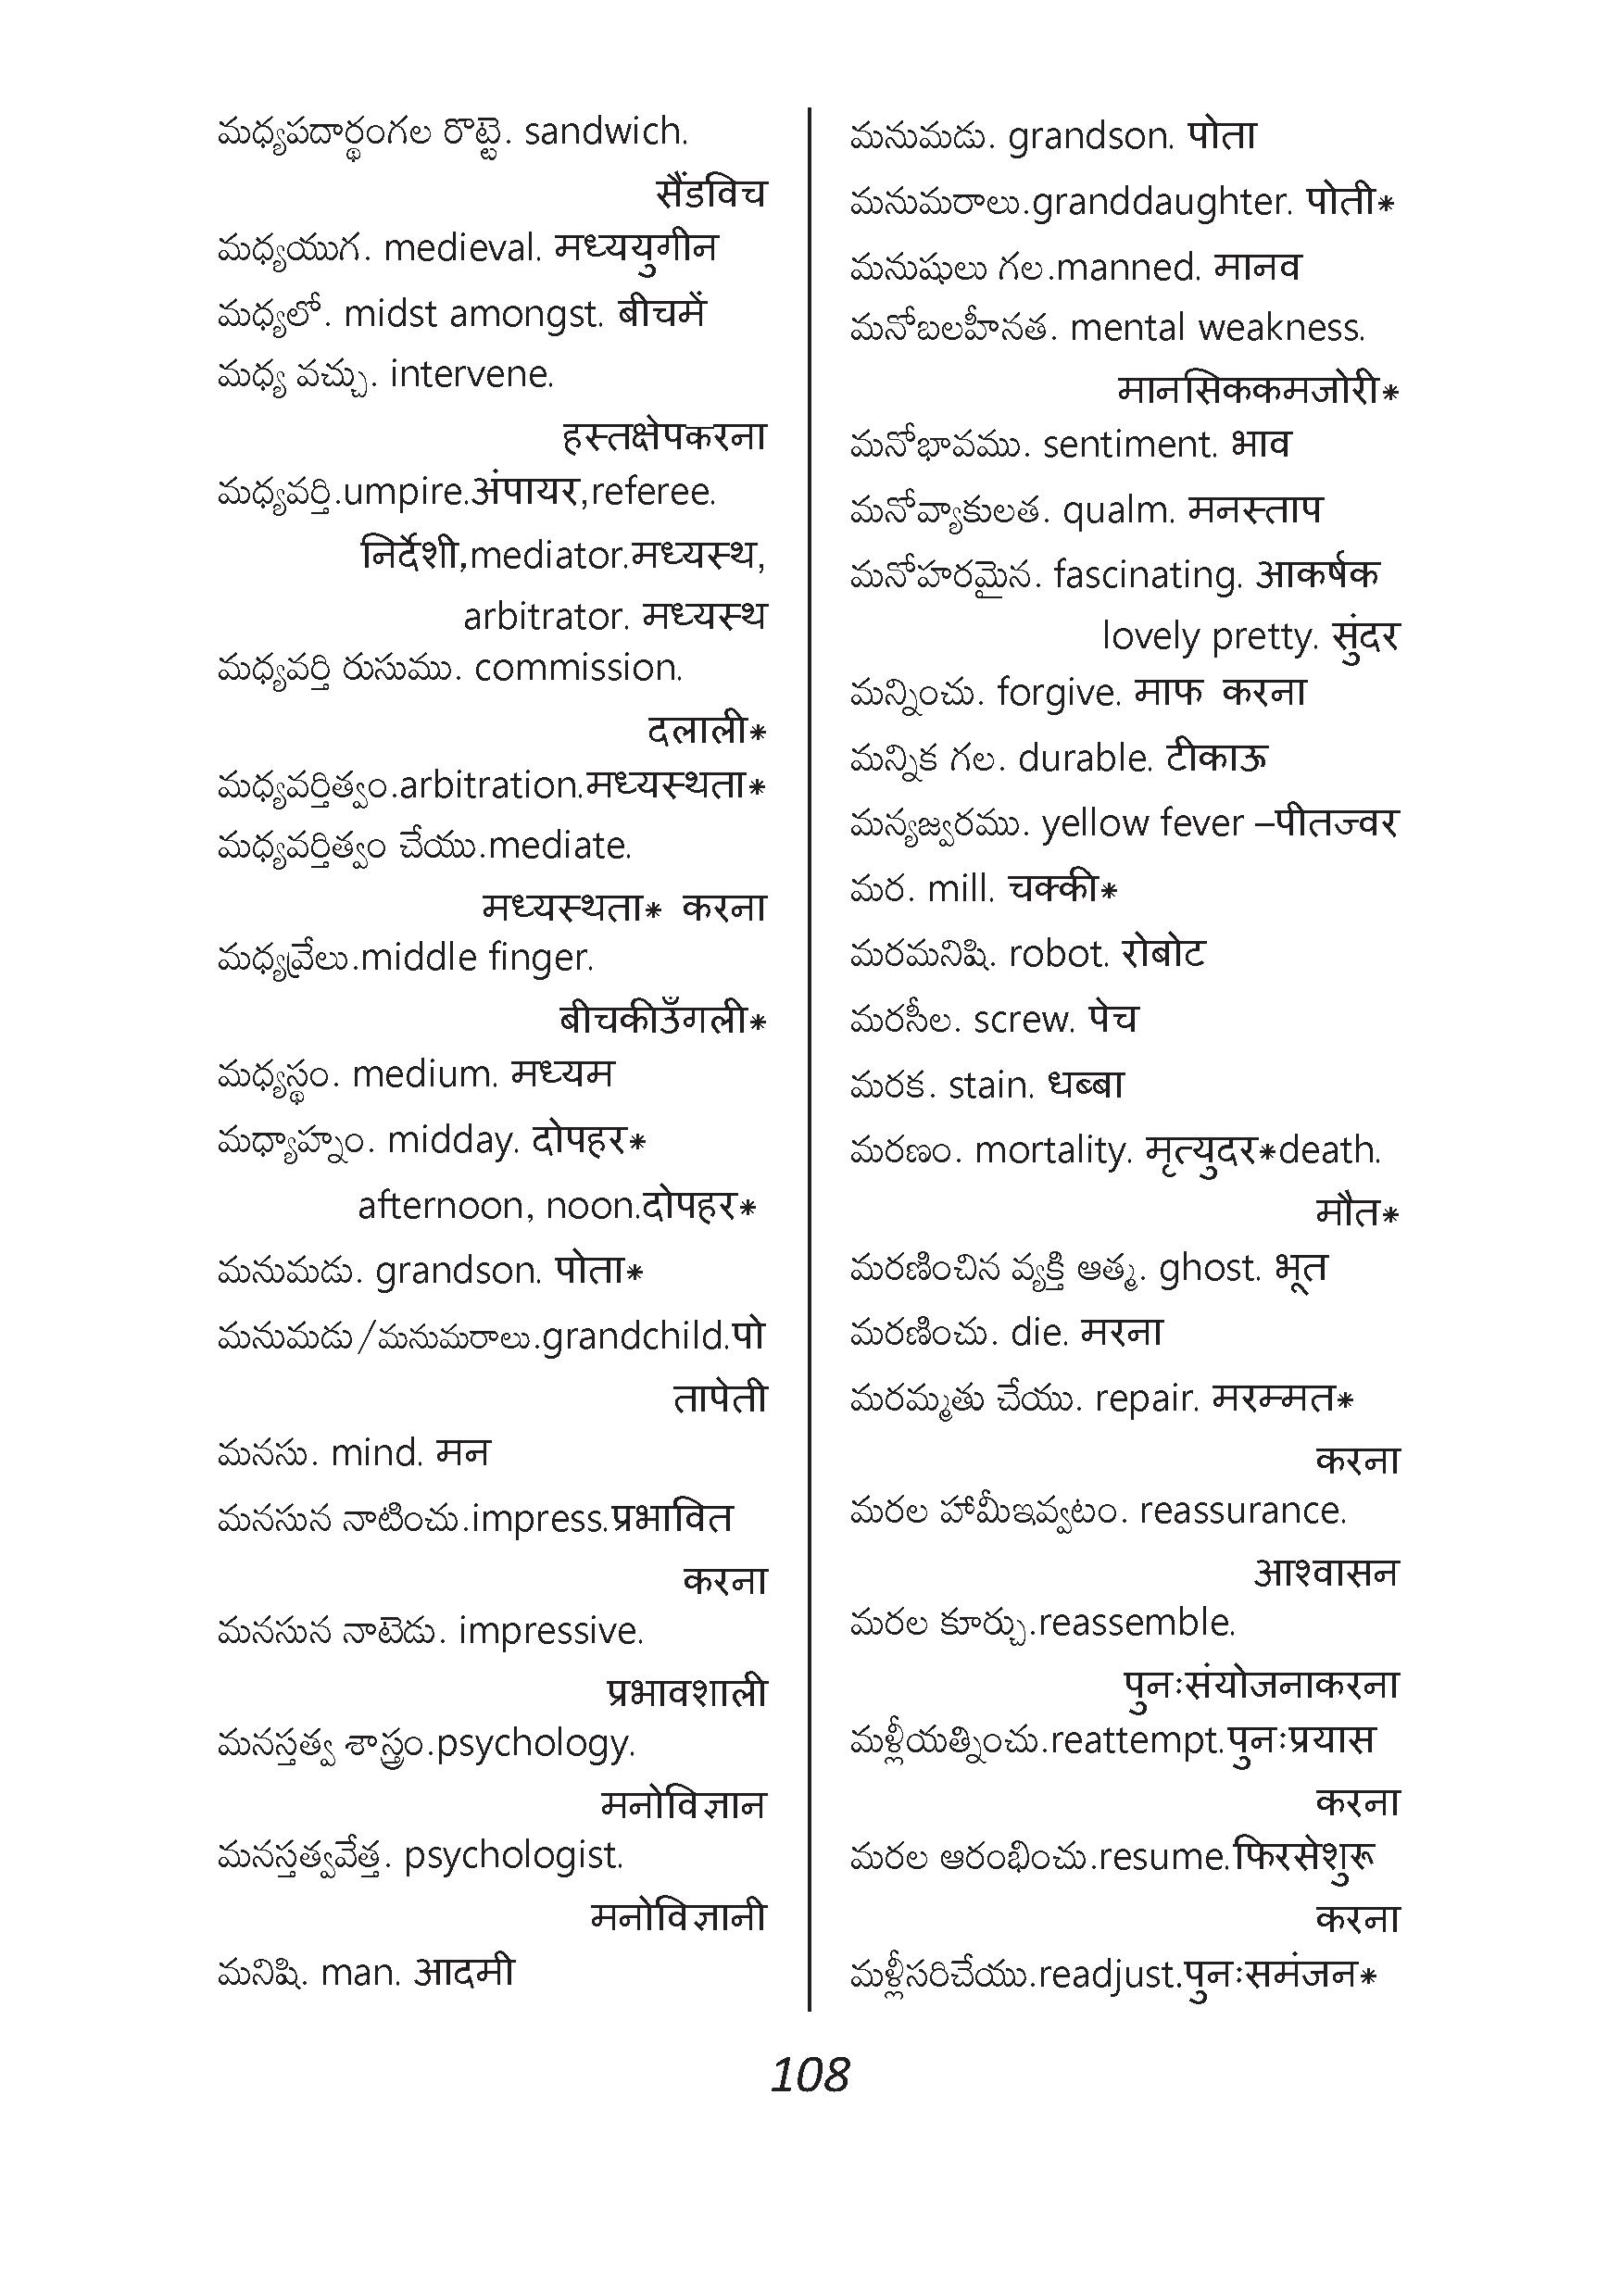 మధ్యపదార్థంగల రొట్టె. sandwich.
सैंडविच
మధ్యయుగ. medieval. मध्ययुगीन
మధ్యలో. midst amongst. बीचमें
మధ్య వచ్చు. intervene.
हस्तक्षेपकरना
మధ్యవర్తి.umpire.अंपायर,referee.
निर्देशी,mediator.मध्यस्थ,
arbitrator. मध्यस्थ
మధ్యవర్తి రుసుము. commission.
दलाली*
మధ్యవర్తిత్వం.arbitration.मध्यस्थता*
మధ్యవర్తిత్వం చేయు.mediate.
मध्यस्थता* करना
మధ్యవ్రేలు.middle finger.
बीचकीउँगली*
మధ్యస్థం. medium. मध्यम
మధ్యాహ్నం. midday. दोपहर*
afternoon, noon.दोपहर*
మనుమడు. grandson. पोता*
మనుమడు/మనుమరాలు.grandchild.पो
तापेती
మనసు. mind. मन
మనసున నాటించు.impress.प्रभावित
करना
మనసున నాటెడు. impressive.
प्रभावशाली
మనస్తత్వ శాస్త్రం.psychology.
मनोविज्ञान
మనస్తత్వవేత్త. psychologist.
मनोविज्ञानी
మనిషి. man. आदमी
మనుమడు. grandson. पोता
మనుమరాలు.granddaughter. पोती*
మనుషులు గల.manned. मानव
మనోబలహీనత. mental weakness.
मानसिककमजोरी*
మనోభావము. sentiment. भाव
మనోవ్యాకులత. qualm. मनस्ताप
మనోహరమైన. fascinating. आकर्षक
lovely pretty. सुंदर
మన్నించు. forgive. माफ करना
మన్నిక గల. durable. टीकाऊ
మన్యజ్వరము. yellow fever –पीतज्वर
మర. mill. चक्की*
మరమనిషి. robot. रोबोट
మరసీల. screw. पेच
మరక. stain. धब्बा
మరణం. mortality. मृत्युदर*death.
मौत*
మరణించిన వ్యక్తి ఆత్మ. ghost. भूत
మరణించు. die. मरना
మరమ్మతు చేయు. repair. मरम्मत*
करना
మరల హామీఇవ్వటం. reassurance.
आश्वासन
మరల కూర్చు.reassemble.
पुनःसंयोजनाकरना
మళ్లీయత్నించు.reattempt.पुनःप्रयास
करना
మరల ఆరంభించు.resume.फिरसेशुरू
करना
మళ్లీసరిచేయు.readjust.पुनःसमंजन*
108